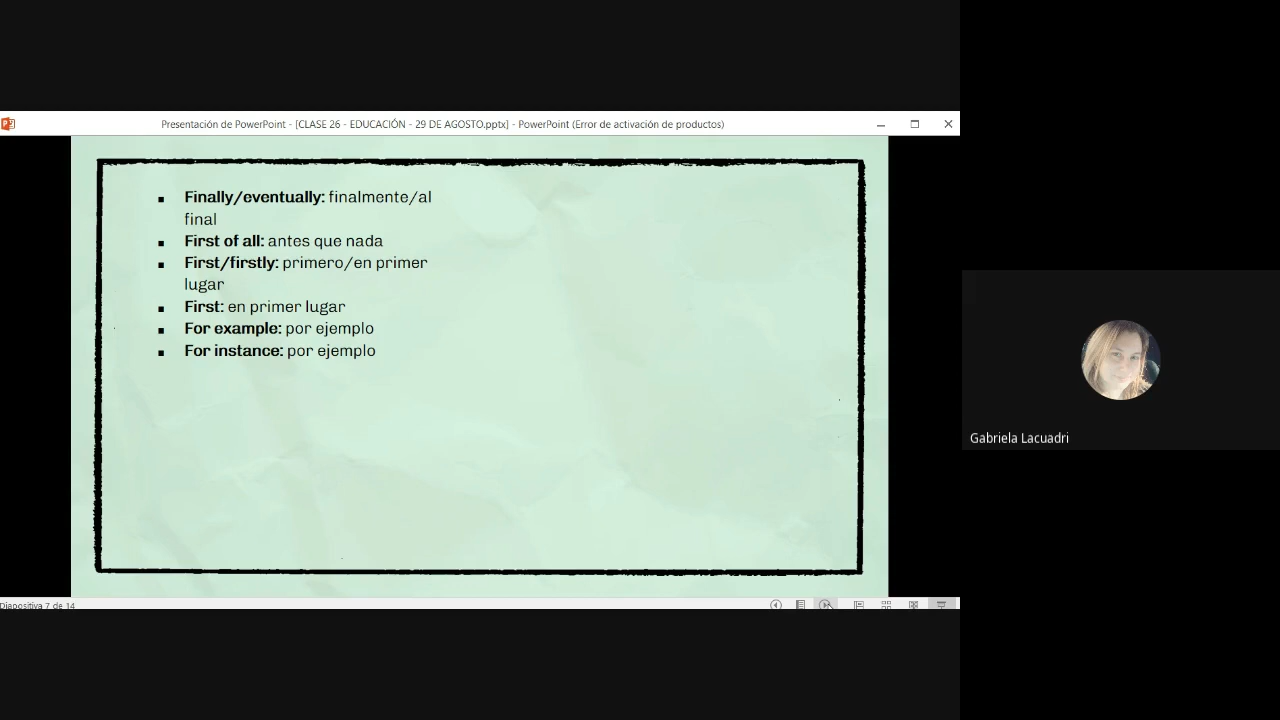 Presentación de PowerPoint - [CLASE 26 - EDUCACIÓN - 29 DE AGOSTO.pptx] - PowerPoint (Error de activación de productos)
▪ Finally/eventually: finalmente/al
final
▪ First of all: antes que nada
▪ First/firstly: primero/en primer
lugar
▪ First: en primer lugar
▪ For example: por ejemplo
▪ For instance: por ejemplo
Gabriela Lacuadri
Diapositiva 7 de 14